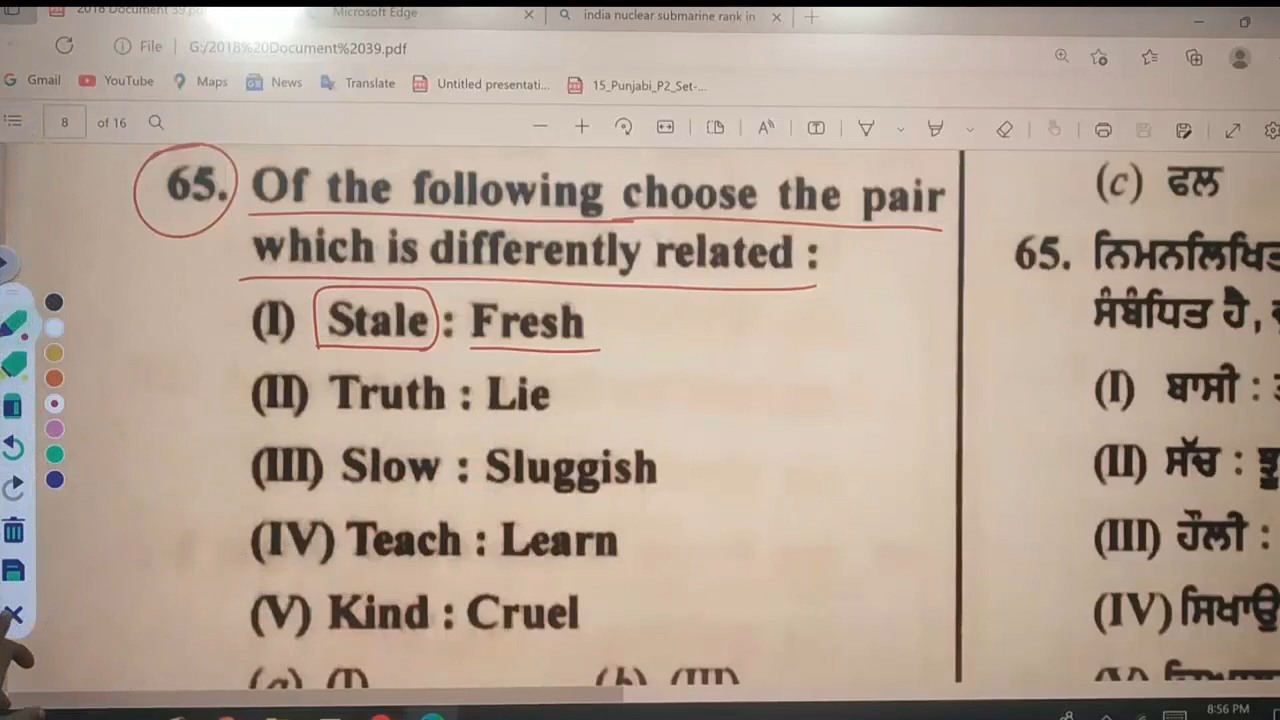 2018 Document 39.pdf
Microsoft Edge
india nuclear submarine rank in
File
G:/2018%20Document%2039.pdf
Gmail
YouTube
Maps
News
Translate
Untitled presentati...
15_Punjabi_P2_Set-...
8 of 16
65. Of the following choose the pair
which is differently related :
(I) Stale : Fresh
(II) Truth : Lie
(III) Slow : Sluggish
(IV) Teach : Learn
(V) Kind : Cruel
(a) (I) (b) (III)
(c) ਫਲ
65.
ਸੰਬੰਧਿਤ ਹੈ,
(I) ਬਾਸੀ :
(II) ਸੱਚ :
(III) ਹੌਲੀ :
(IV) ਸਿਖਾਉ
8:56 PM